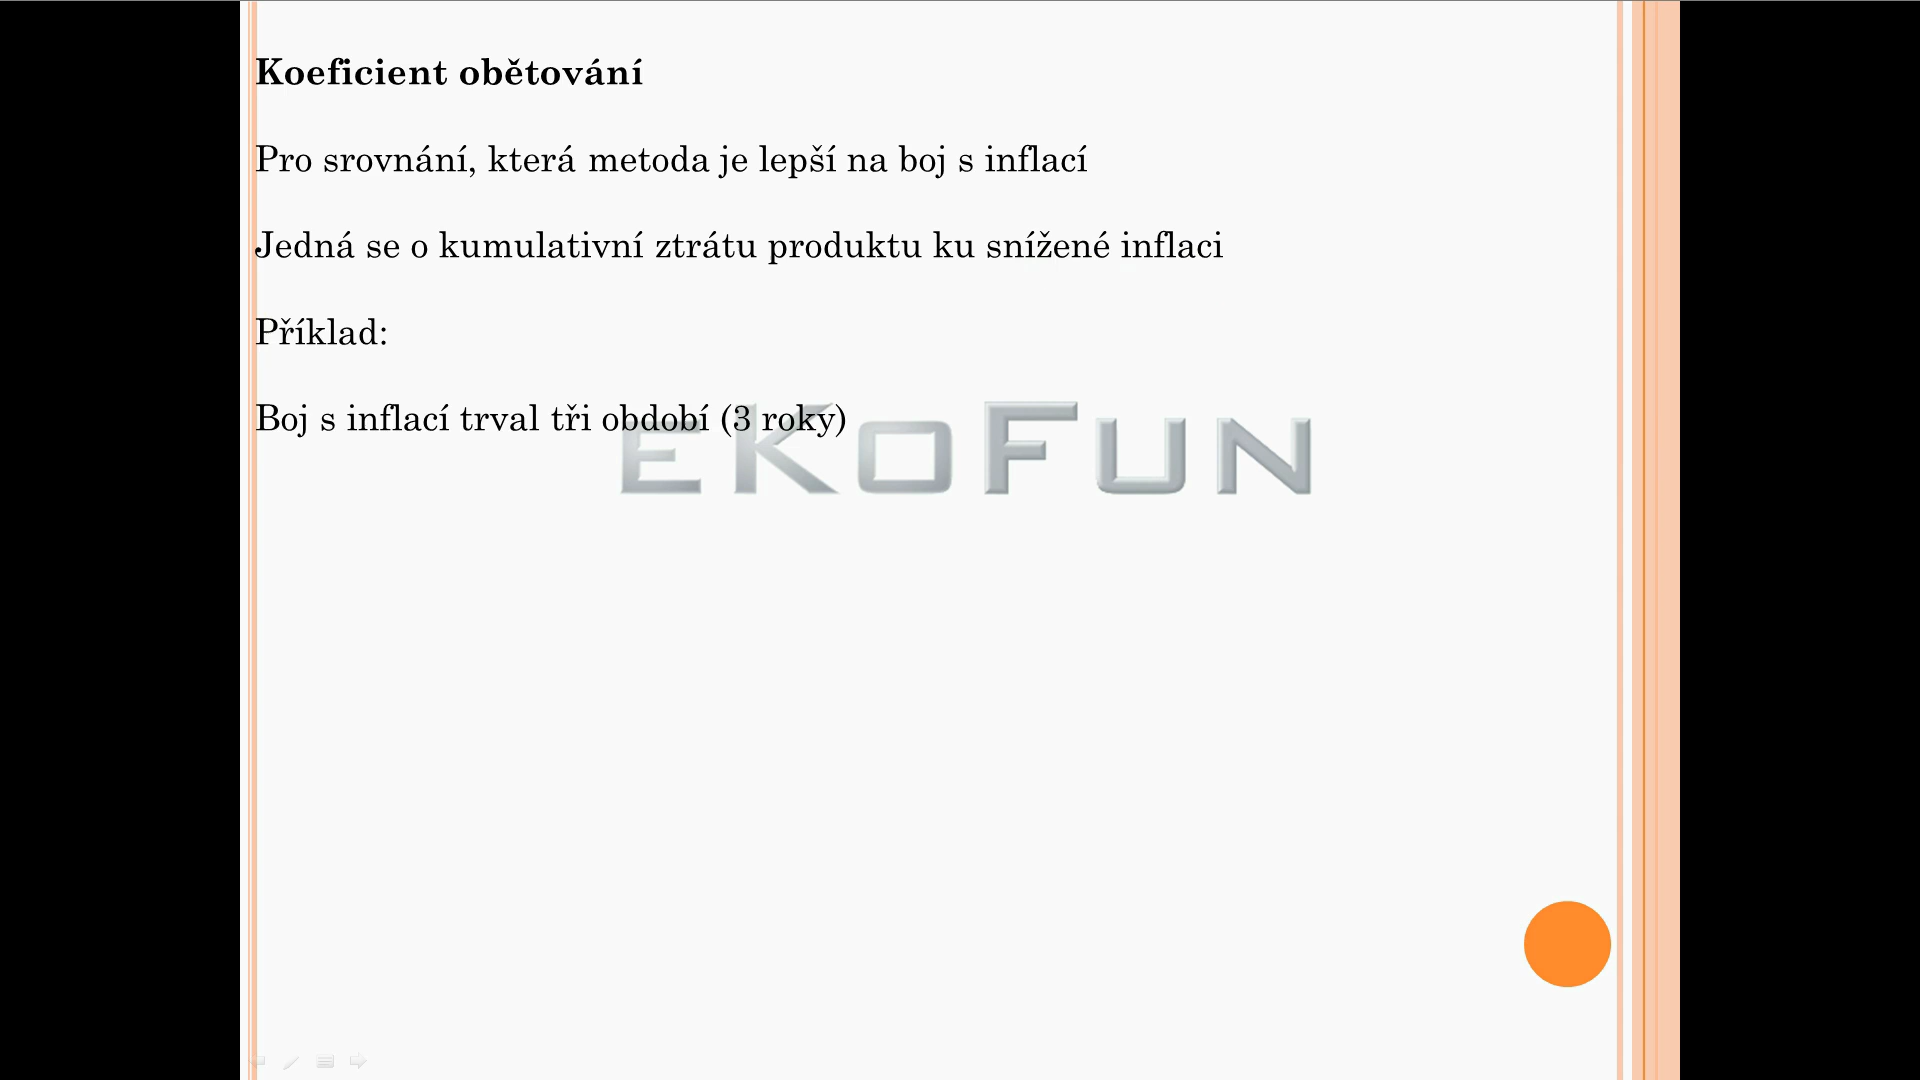 Koeficient obětování
Pro srovnání, která metoda je lepší na boj s inflací
Jedná se o kumulativní ztrátu produktu ku snížené inflaci
Příklad:
Boj s inflací trval tři období (3 roky)
EKOFUN